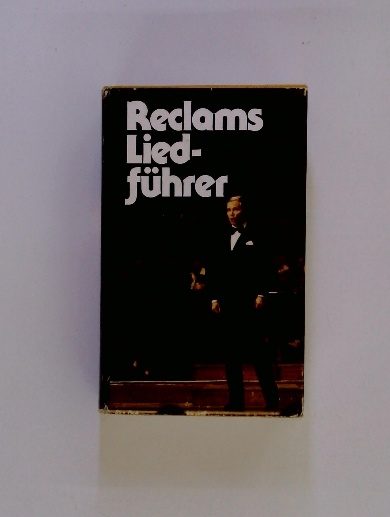 Reclams
Lied-
führer